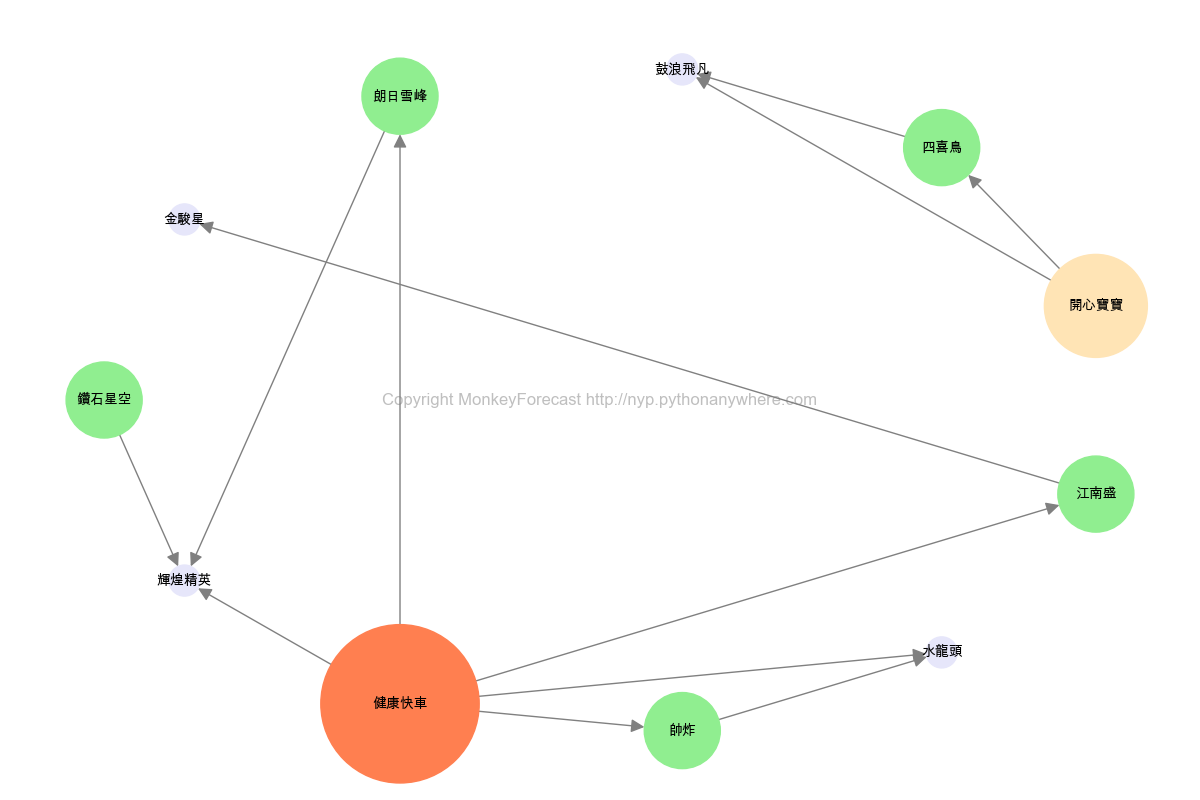 鼓浪飛凡
朗日雪峰
四喜鳥
金駿星
開心寶寶
鑽石星空
Copyright MonkeyForecast http://nyp.pythonanywhere.com
江南盛
輝煌精英
水龍頭
健康快車
帥炸